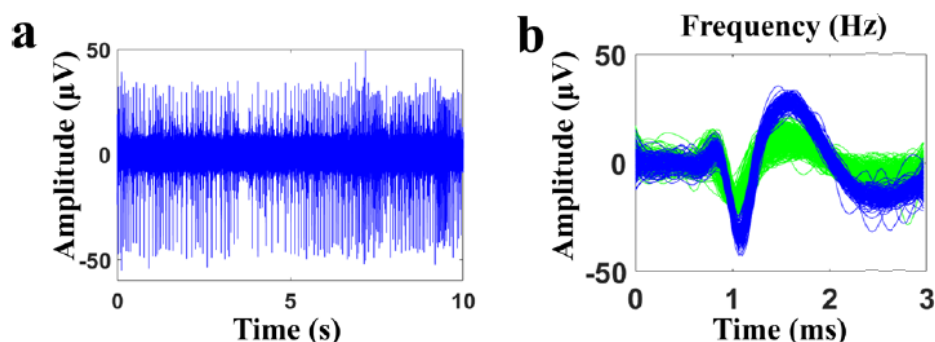 a
50
0
-50
Amplitude (µV)
0 5 10
Time (s)
b
Frequency (Hz)
50
0
-50
Amplitude (µV)
0 1 2 3
Time (ms)